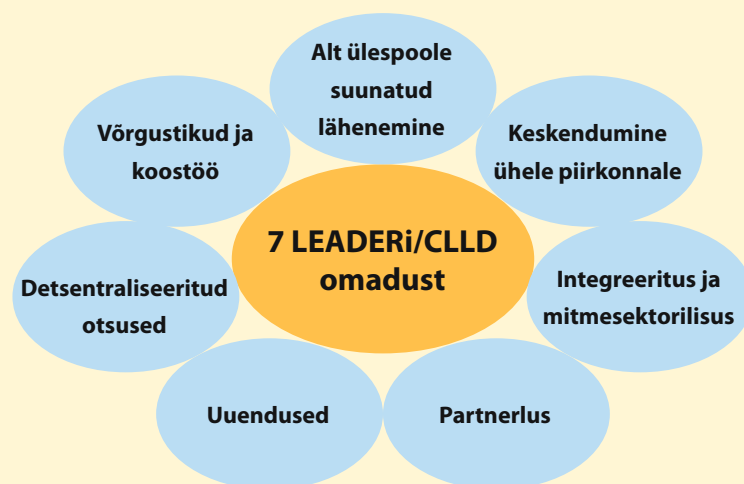 Alt ülespoole
suunatud
lähenemine
Võrgustikud ja
koostöö
Keskendumine
ühele piirkonnale
7 LEADERi/CLLD
omadust
Detsentraliseeritud
otsused
Integreeritus ja
mitmesektorilisus
Uuendused
Partnerlus